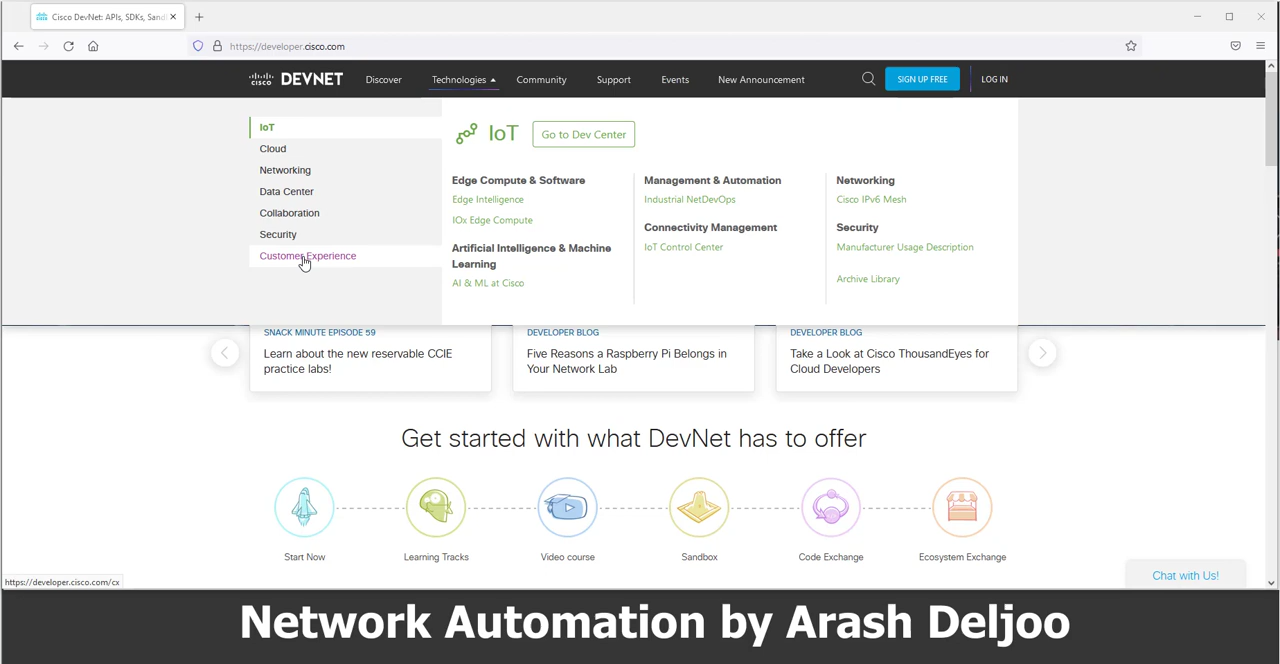 Cisco DevNet: APIs, SDKs, Sand
https://developer.cisco.com
CISCO DEVNET
Discover
Technologies
Community
Support
Events
New Announcement
SIGN UP FREE
LOG IN
IoT
Cloud
Networking
Data Center
Collaboration
Security
Customer Experience
IoT
Go to Dev Center
Edge Compute & Software
Edge Intelligence
IOx Edge Compute
Artificial Intelligence & Machine
Learning
AI & ML at Cisco
Management & Automation
Industrial NetDevOps
Connectivity Management
IoT Control Center
Networking
Cisco IPv6 Mesh
Security
Manufacturer Usage Description
Archive Library
SNACK MINUTE EPISODE 59
Learn about the new reservable CCIE
practice labs!
DEVELOPER BLOG
Five Reasons a Raspberry Pi Belongs in
Your Network Lab
DEVELOPER BLOG
Take a Look at Cisco ThousandEyes for
Cloud Developers
Get started with what DevNet has to offer
Start Now
Learning Tracks
Video course
Sandbox
Code Exchange
Ecosystem Exchange
Chat with Us!
https://developer.cisco.com/cx
Network Automation by Arash Deljoo